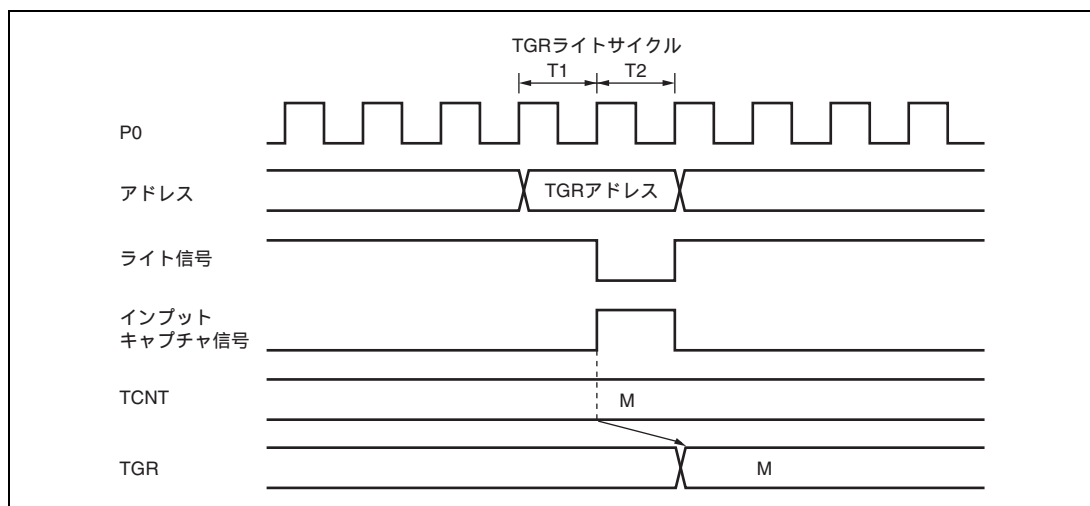 TGRライトサイクル
T1 T2
P0
アドレス TGRアドレス
ライト信号
インプット
キャプチャ信号
TCNT M
TGR M